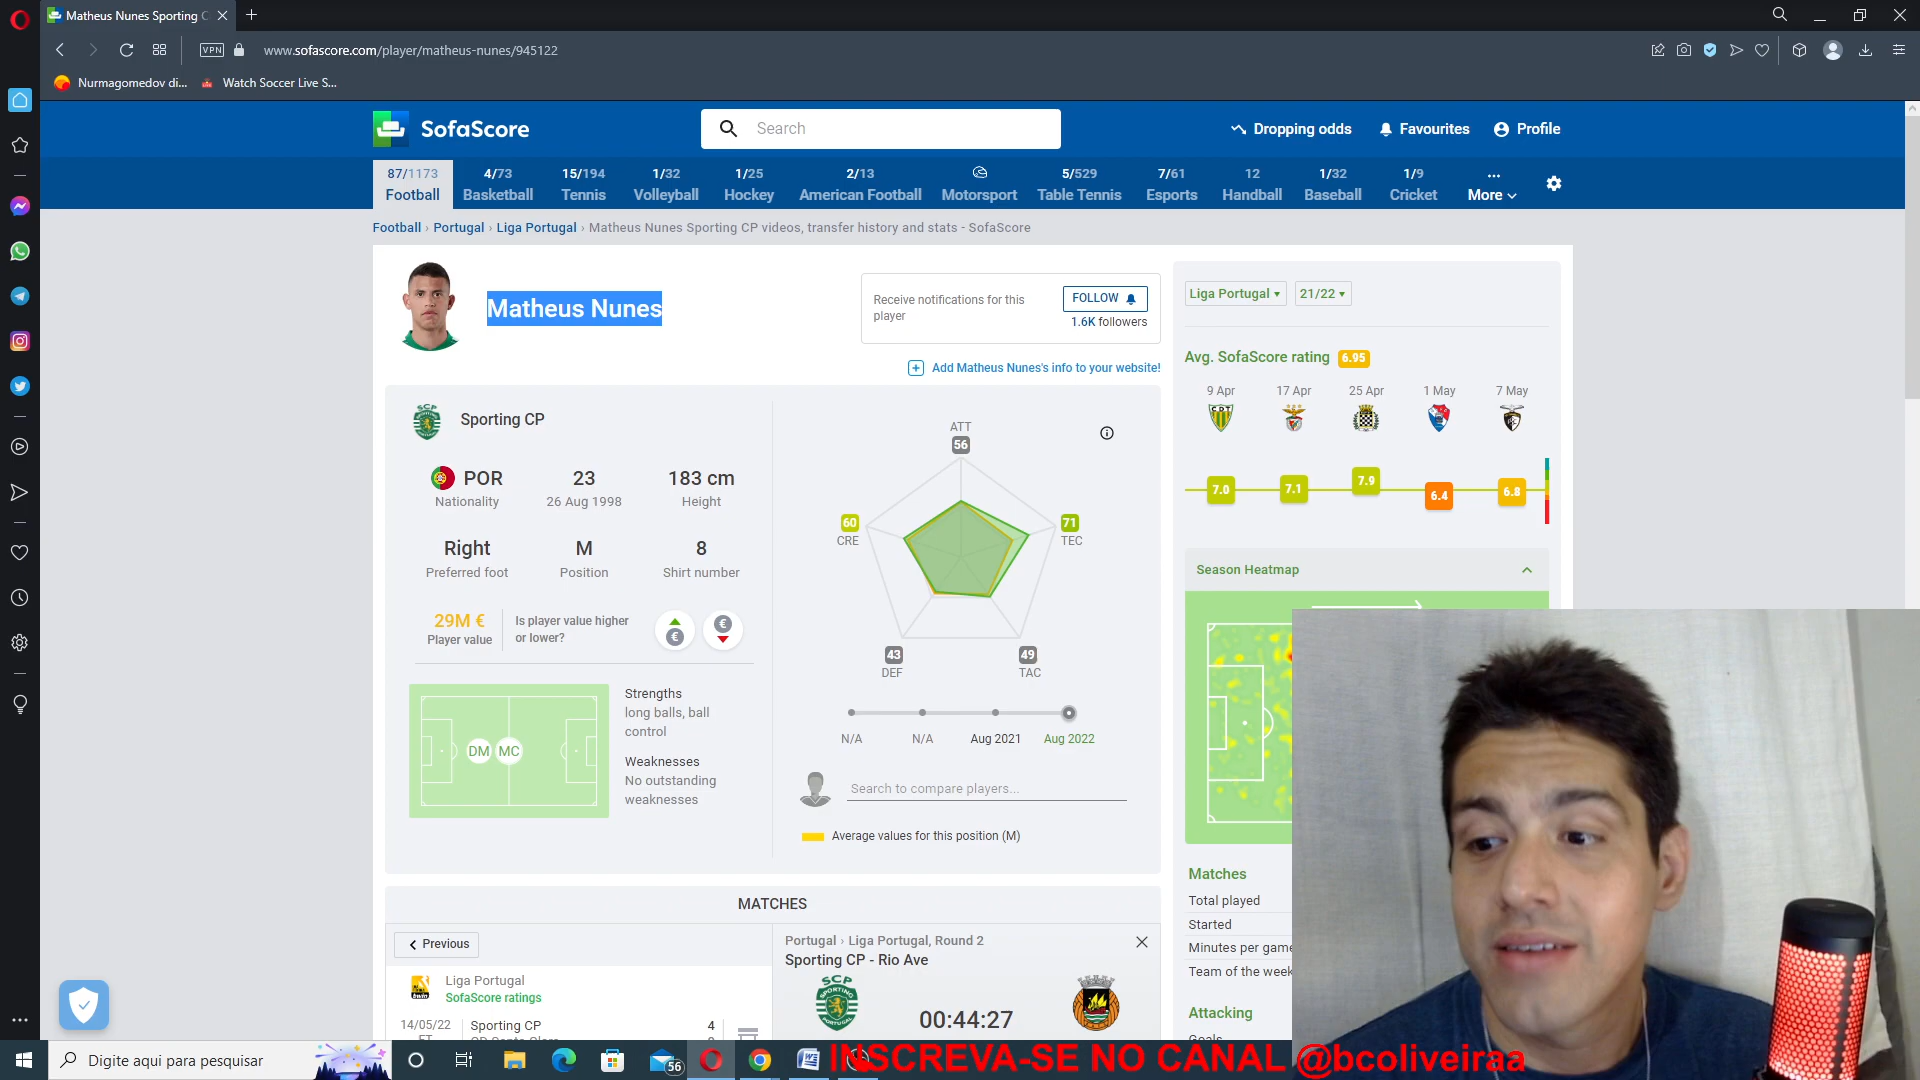 Matheus Nunes Sporting C
VPN
www.sofascore.com/player/matheus-nunes/945122
Nurmagomedov di...
Watch Soccer Live S...
SofaScore
Search
Dropping odds
Favourites
Profile
87/1173
Football
4/73
Basketball
15/194
Tennis
1/32
Volleyball
1/25
Hockey
2/13
American Football
Motorsport
5/529
Table Tennis
7/61
Esports
12
Handball
1/32
Baseball
1/9
Cricket
...
More
Football › Portugal › Liga Portugal › Matheus Nunes Sporting CP videos, transfer history and stats - SofaScore
Matheus Nunes
Receive notifications for this
player
FOLLOW
1.6K followers
Add Matheus Nunes's info to your website!
Sporting CP
POR
Nationality
23
26 Aug 1998
183 cm
Height
Right
Preferred foot
M
Position
8
Shirt number
29M €
Player value
Is player value higher
or lower?
€
€
DM
MC
Strengths
long balls, ball
control
Weaknesses
No outstanding
weaknesses
ATT
56
60
CRE
71
TEC
43
DEF
49
TAC
N/A
N/A
Aug 2021
Aug 2022
Search to compare players...
Average values for this position (M)
Liga Portugal
21/22
Avg. SofaScore rating 6.95
9 Apr
17 Apr
25 Apr
1 May
7 May
7.0
7.1
7.9
6.4
6.8
Season Heatmap
Matches
Total played
Started
Minutes per game
Team of the week
Attacking
Goals
MATCHES
Previous
Liga Portugal
SofaScore ratings
14/05/22
FT
Sporting CP
4
Portugal › Liga Portugal, Round 2
Sporting CP - Rio Ave
00:44:27
Digite aqui para pesquisar
56
INSCREVA-SE NO CANAL @bcoliveiraa